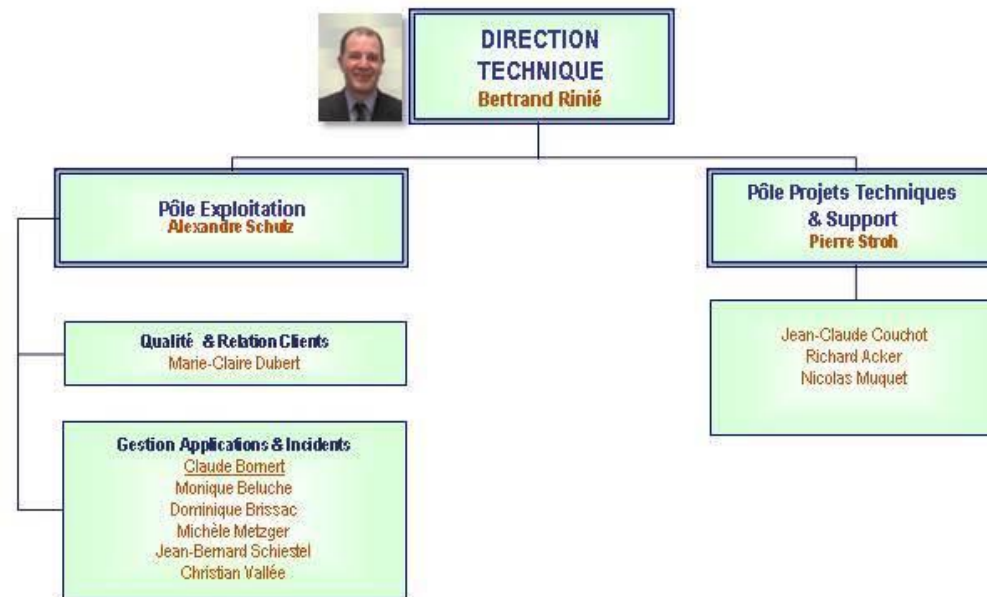 DIRECTION
TECHNIQUE
Bertrand Rinié
Pôle Exploitation
Alexandre Schulz
Pôle Projets Techniques
& Support
Pierre Stroh
Qualité & Relation Clients
Marie-Claire Dubert
Gestion Applications & Incidents
Claude Bornert
Monique Beluche
Dominique Brissac
Michèle Metzger
Jean-Bernard Schiestel
Christian Vallée
Jean-Claude Couchot
Richard Acker
Nicolas Muquet